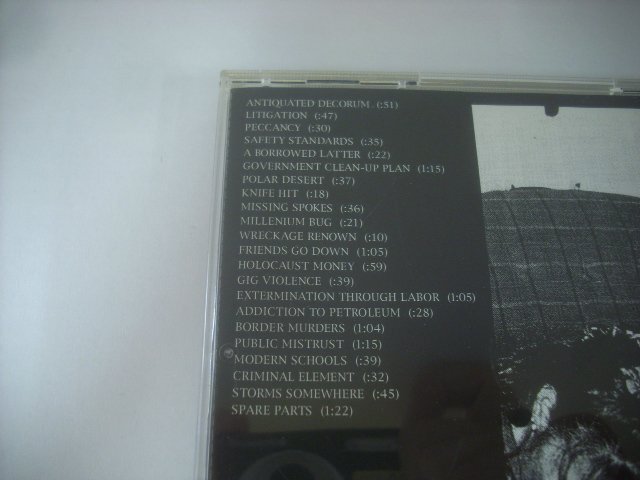 ANTIQUATED DECORUM (:51)
LITIGATION (:47)
PECCANCY (:30)
SAFETY STANDARDS (:35)
A BORROWED LATTER (:22)
GOVERNMENT CLEAN-UP PLAN (1:15)
POLAR DESERT (:37)
KNIFE HIT (:18)
MISSING SPOKES (:36)
MILLENIUM BUG (:21)
WRECKAGE RENOWN (:10)
FRIENDS GO DOWN (1:05)
HOLOCAUST MONEY (:59)
GIG VIOLENCE (:39)
EXTERMINATION THROUGH LABOR (1:05)
ADDICTION TO PETROLEUM (:28)
BORDER MURDERS (1:04)
PUBLIC MISTRUST (1:15)
MODERN SCHOOLS (:39)
CRIMINAL ELEMENT (:32)
STORMS SOMEWHERE (:45)
SPARE PARTS (1:22)